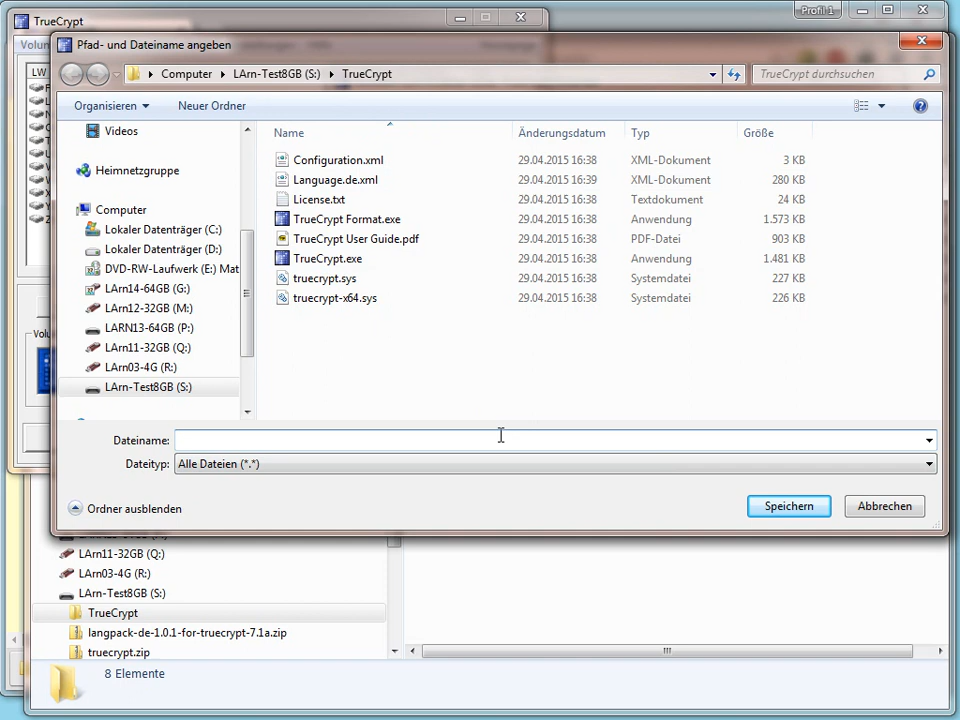 TrueCrypt
Profil 1
Volum
Pfad- und Dateiname angeben
Computer LArn-Test8GB (S:) TrueCrypt
TrueCrypt durchsuchen
Organisieren Neuer Ordner
LW
Name Änderungsdatum Typ Größe
Videos
Heimnetzgruppe
Computer
Lokaler Datenträger (C:)
Lokaler Datenträger (D:)
DVD-RW-Laufwerk (E:) Mat
LArn14-64GB (G:)
LArn12-32GB (M:)
LARN13-64GB (P:)
LArn11-32GB (Q:)
LArn03-4G (R:)
LArn-Test8GB (S:)
Configuration.xml 29.04.2015 16:38 XML-Dokument 3 KB
Language.de.xml 29.04.2015 16:39 XML-Dokument 280 KB
License.txt 29.04.2015 16:38 Textdokument 24 KB
TrueCrypt Format.exe 29.04.2015 16:38 Anwendung 1.573 KB
TrueCrypt User Guide.pdf 29.04.2015 16:38 PDF-Datei 903 KB
TrueCrypt.exe 29.04.2015 16:38 Anwendung 1.481 KB
truecrypt.sys 29.04.2015 16:38 Systemdatei 227 KB
truecrypt-x64.sys 29.04.2015 16:38 Systemdatei 226 KB
Volu
Dateiname:
Dateityp: Alle Dateien (*.*)
Ordner ausblenden
Speichern Abbrechen
LArn11-32GB (Q:)
LArn03-4G (R:)
LArn-Test8GB (S:)
TrueCrypt
langpack-de-1.0.1-for-truecrypt-7.1a.zip
truecrypt.zip
8 Elemente